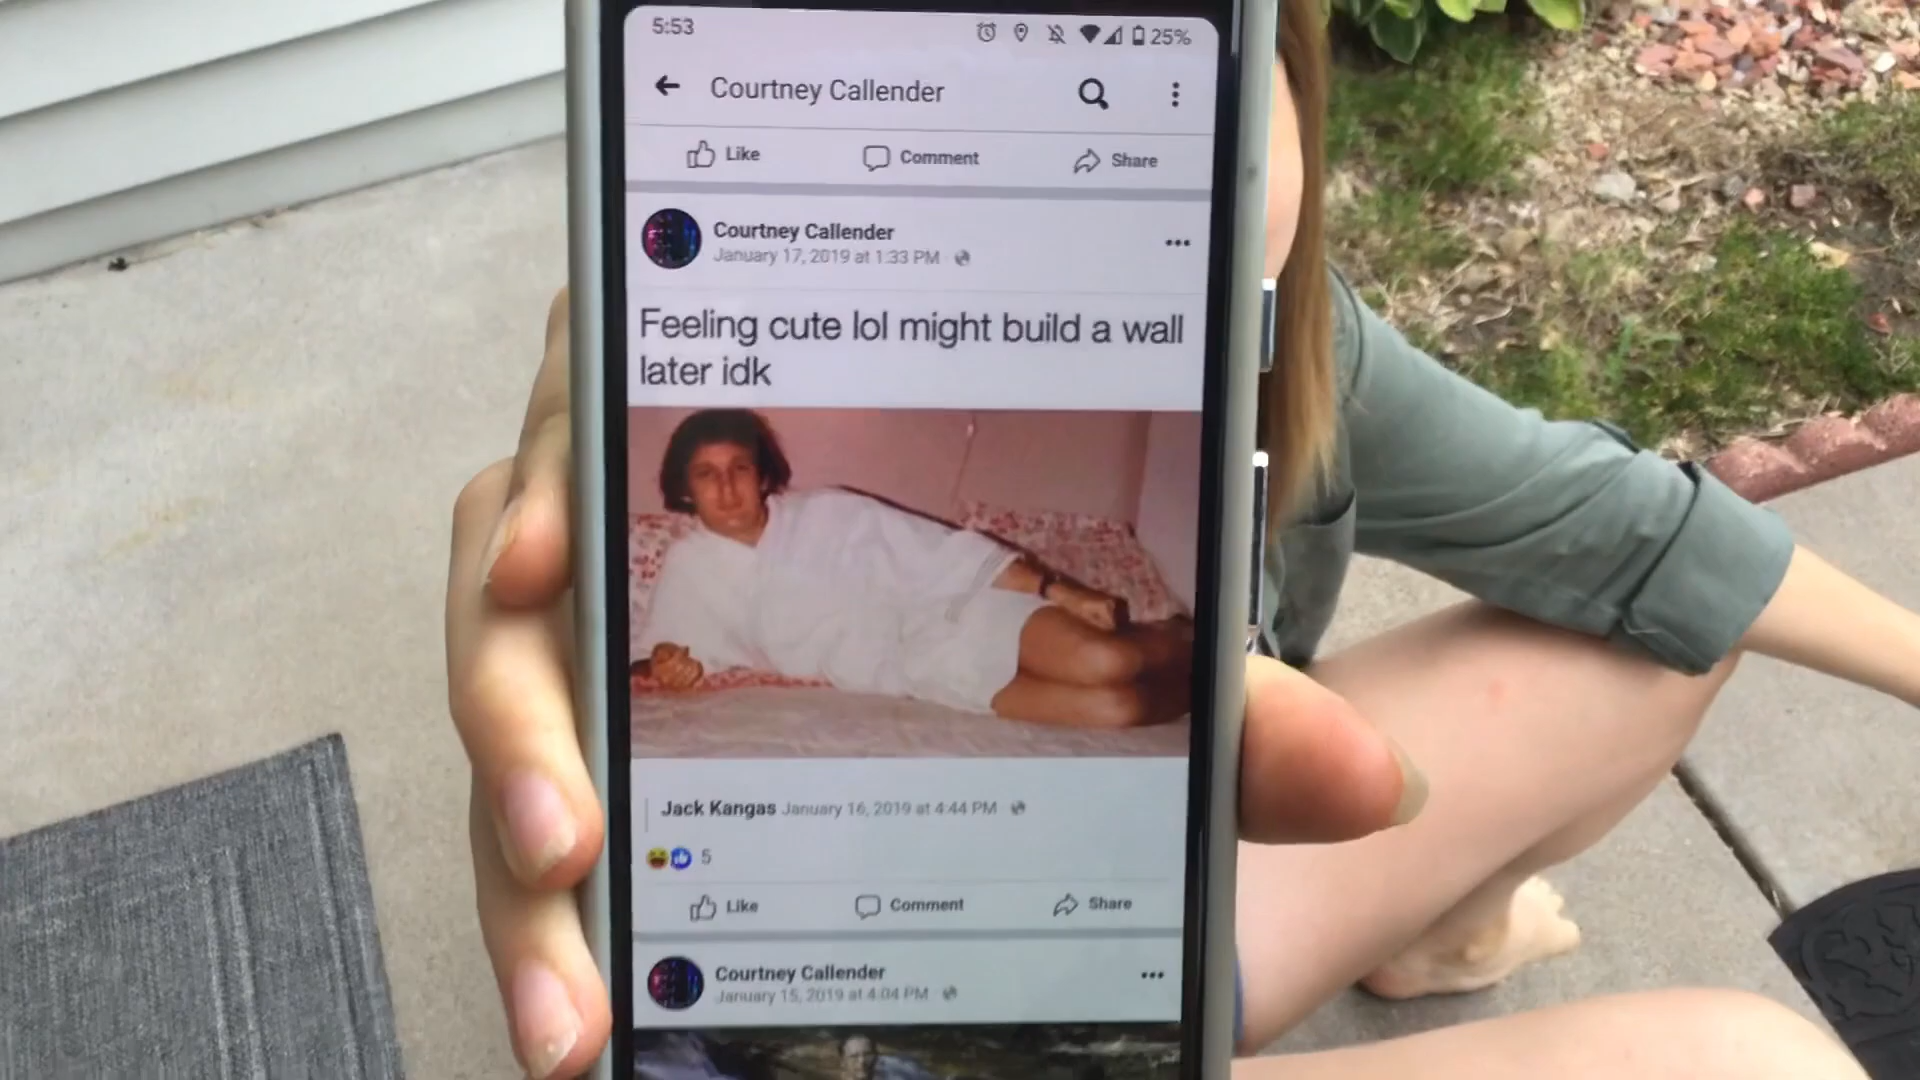 5:53
25%
Courtney Callender
Like
Comment
Share
Courtney Callender
January 17, 2019 at 1:33 PM
Feeling cute lol might build a wall
later idk
Jack Kangas January 16, 2019 at 4:44 PM
5
Like
Comment
Share
Courtney Callender
January 15, 2019 at 4:04 PM